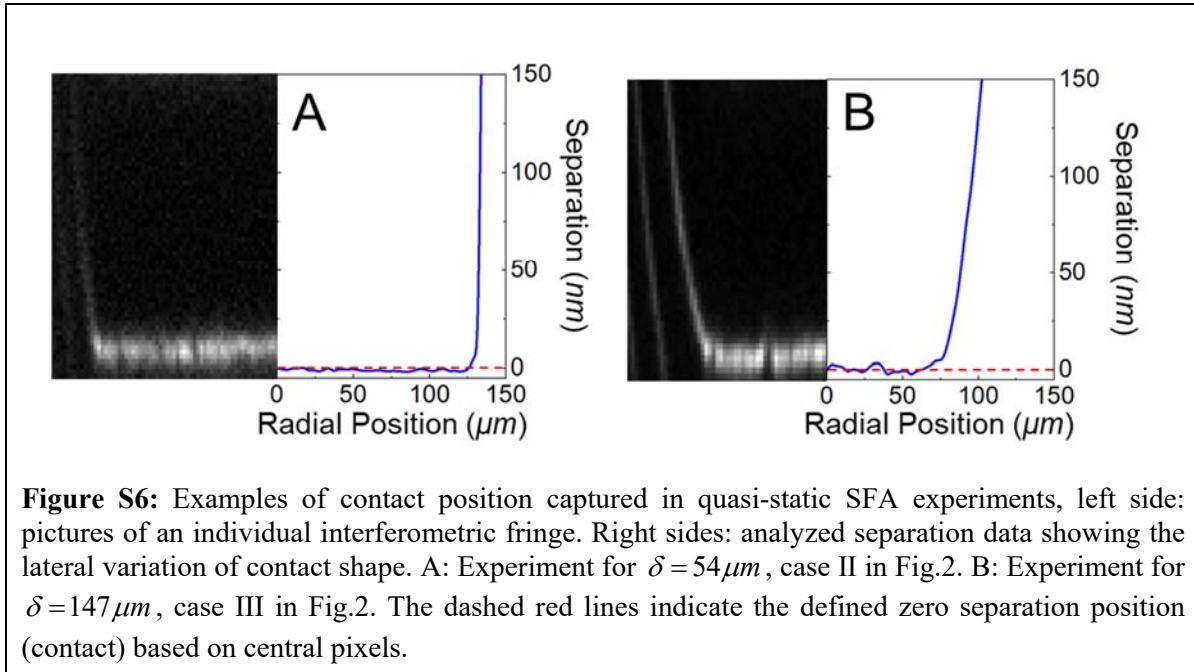 150
A
Separation (nm)
100
50
0
0 50 100 150
Radial Position (µm)
150
B
Separation (nm)
100
50
0
0 50 100 150
Radial Position (µm)
Figure S6: Examples of contact position captured in quasi-static SFA experiments, left side:
pictures of an individual interferometric fringe. Right sides: analyzed separation data showing the
lateral variation of contact shape. A: Experiment for δ = 54µm, case II in Fig.2. B: Experiment for
δ = 147µm, case III in Fig.2. The dashed red lines indicate the defined zero separation position
(contact) based on central pixels.